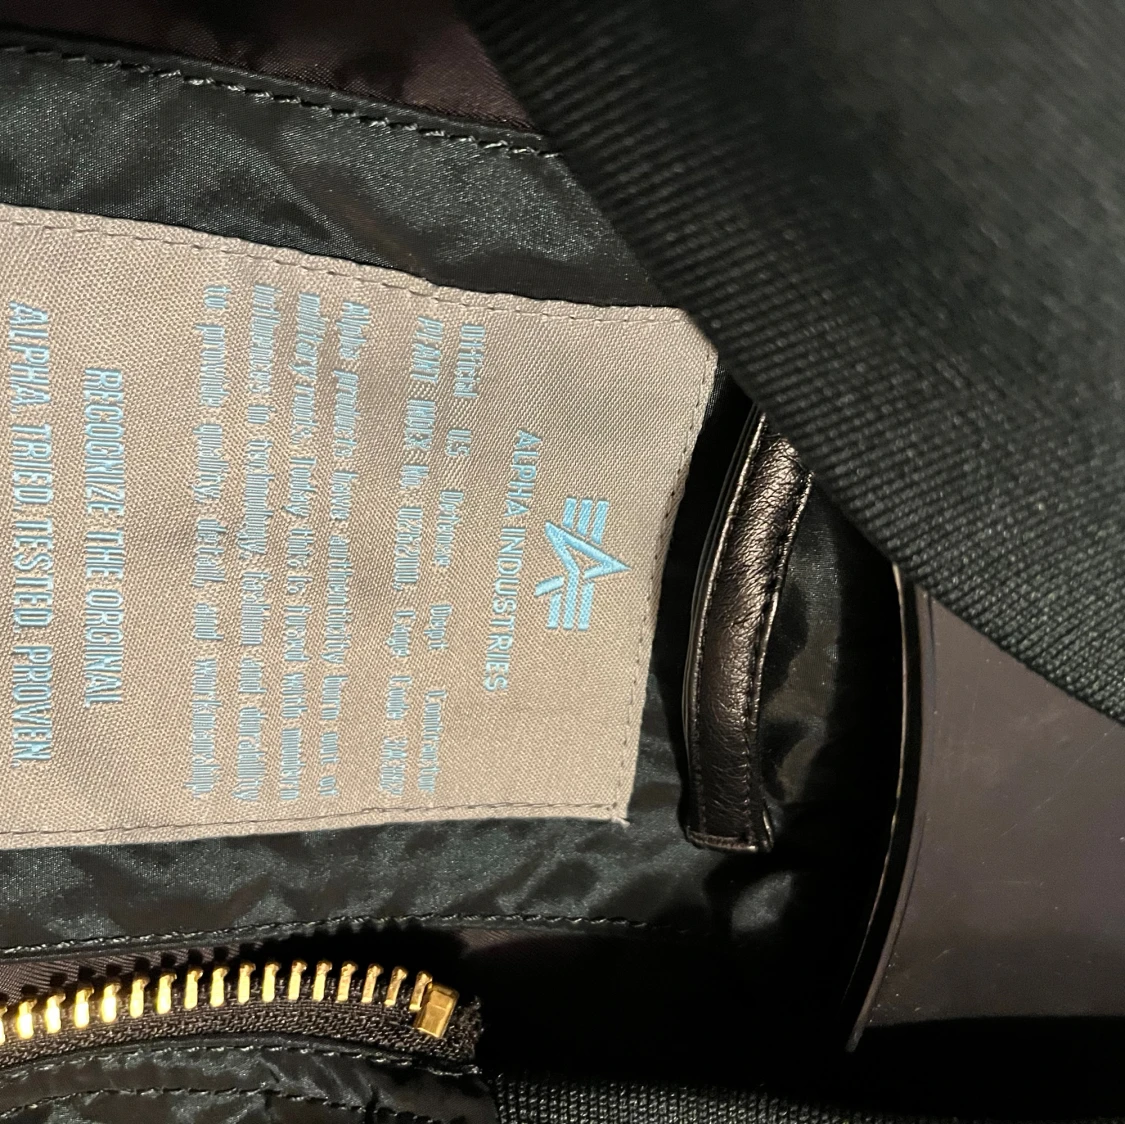 ALPHA INDUSTRIES
Official US Defense Dept Contractor
PLANT INDEX No.
Alpha products have authenticity born out of
military roots. Today this is fused with modern
influences in technology, fashion and durability
to provide quality, detail, and workmanship
RECOGNIZE THE ORGINAL
ALPHA. TRIED. TESTED. PROVEN.